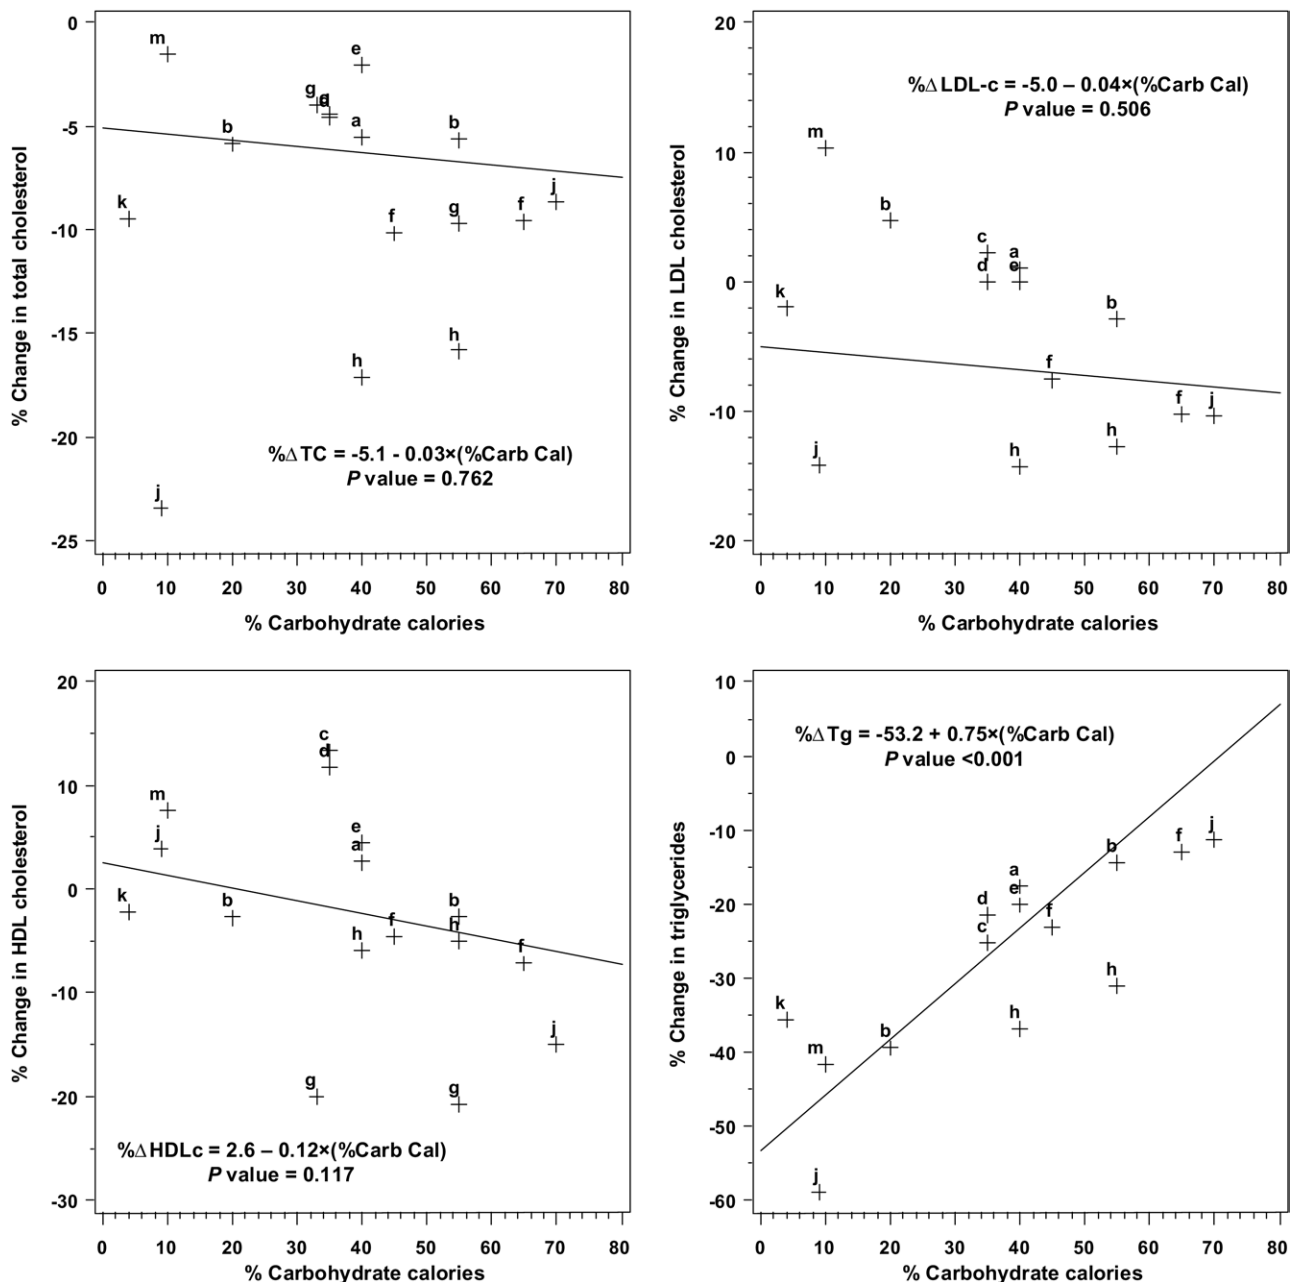 0
-5
-10
-15
-20
-25
% Change in total cholesterol
m
e
g
c
d
b
a
b
k
j
f
g
f
h
h
j
%ΔTC = -5.1 - 0.03×(%Carb Cal)
P value = 0.762
0 10 20 30 40 50 60 70 80
% Carbohydrate calories
20
10
0
-10
-20
% Change in LDL cholesterol
%ΔLDL-c = -5.0 – 0.04×(%Carb Cal)
P value = 0.506
m
b
c
a
d
e
k
b
f
f
j
j
h
h
0 10 20 30 40 50 60 70 80
% Carbohydrate calories
20
10
0
-10
-20
-30
% Change in HDL cholesterol
c
d
m
j
e
a
k
b
b
f
h
h
f
j
g
g
%ΔHDLc = 2.6 – 0.12×(%Carb Cal)
P value = 0.117
0 10 20 30 40 50 60 70 80
% Carbohydrate calories
10
0
-10
-20
-30
-40
-50
-60
% Change in triglycerides
%ΔTg = -53.2 + 0.75×(%Carb Cal)
P value <0.001
j
f
b
a
e
d
f
c
h
k
h
b
m
j
0 10 20 30 40 50 60 70 80
% Carbohydrate calories